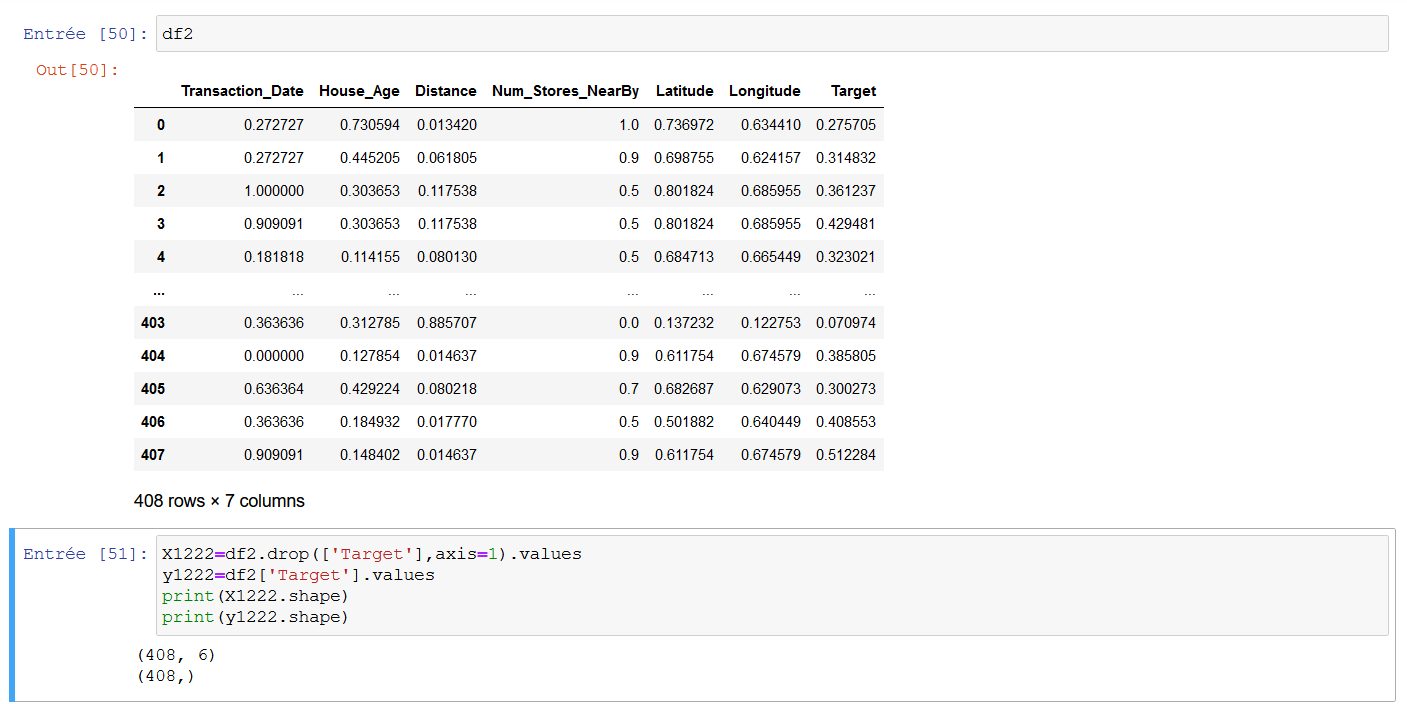 Entrée [50]: df2
Out[50]:
Transaction_Date House_Age Distance Num_Stores_NearBy Latitude Longitude Target
0 0.272727 0.730594 0.013420 1.0 0.736972 0.634410 0.275705
1 0.272727 0.445205 0.061805 0.9 0.698755 0.624157 0.314832
2 1.000000 0.303653 0.117538 0.5 0.801824 0.685955 0.361237
3 0.909091 0.303653 0.117538 0.5 0.801824 0.685955 0.429481
4 0.181818 0.114155 0.080130 0.5 0.684713 0.665449 0.323021
... ... ... ... ... ... ... ...
403 0.363636 0.312785 0.885707 0.0 0.137232 0.122753 0.070974
404 0.000000 0.127854 0.014637 0.9 0.611754 0.674579 0.385805
405 0.636364 0.429224 0.080218 0.7 0.682687 0.629073 0.300273
406 0.363636 0.184932 0.017770 0.5 0.501882 0.640449 0.408553
407 0.909091 0.148402 0.014637 0.9 0.611754 0.674579 0.512284
408 rows × 7 columns
Entrée [51]: X1222=df2.drop(['Target'],axis=1).values
y1222=df2['Target'].values
print(X1222.shape)
print(y1222.shape)
(408, 6)
(408,)